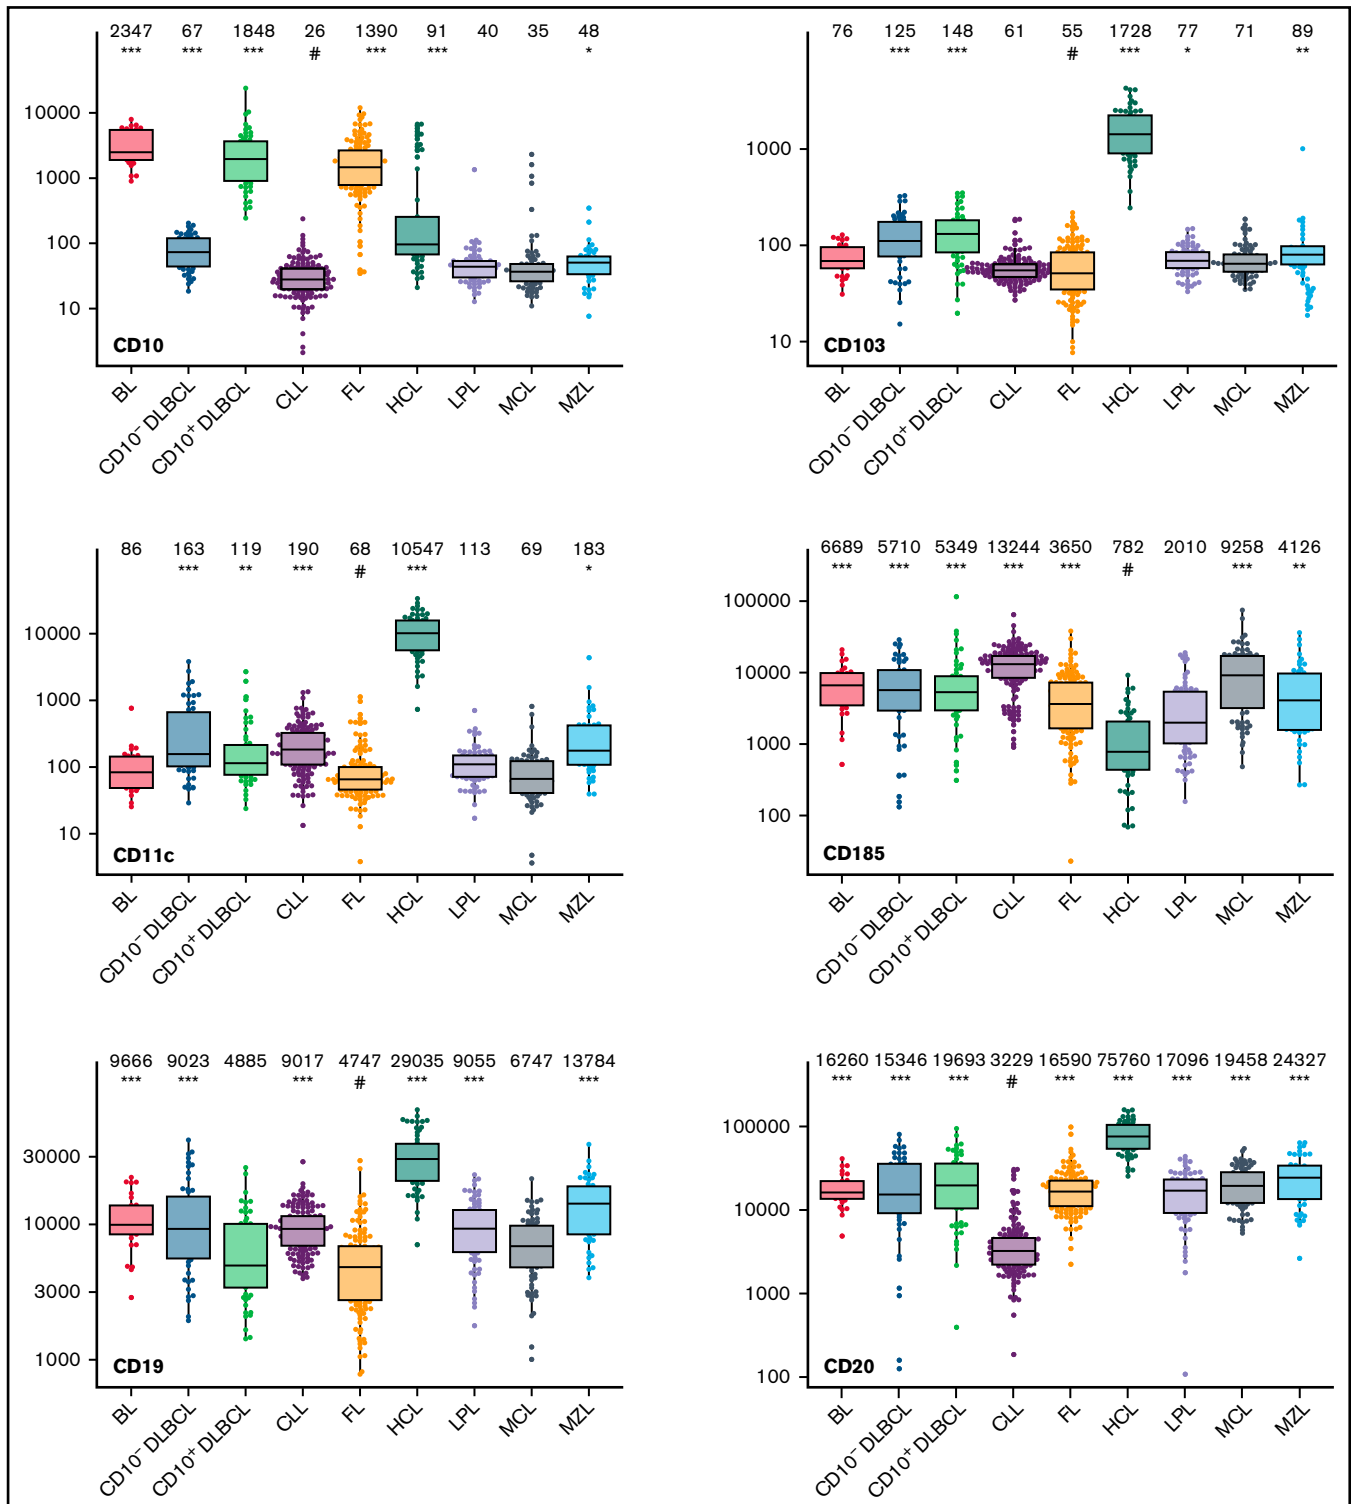 2347 67 1848 26 1390 91 40 35 48
*** *** *** # *** *** *
10000
1000
100
10
CD10
BL CD10⁻ DLBCL CD10⁺ DLBCL CLL FL HCL LPL MCL MZL
76 125 148 61 55 1728 77 71 89
*** *** # *** * **
1000
100
10
CD103
BL CD10⁻ DLBCL CD10⁺ DLBCL CLL FL HCL LPL MCL MZL
86 163 119 190 68 10547 113 69 183
*** ** *** # *** *
10000
1000
100
10
CD11c
BL CD10⁻ DLBCL CD10⁺ DLBCL CLL FL HCL LPL MCL MZL
6689 5710 5349 13244 3650 782 2010 9258 4126
*** *** *** *** *** # *** **
100000
10000
1000
100
CD185
BL CD10⁻ DLBCL CD10⁺ DLBCL CLL FL HCL LPL MCL MZL
9666 9023 4885 9017 4747 29035 9055 6747 13784
*** *** *** # *** *** ***
30000
10000
3000
1000
CD19
BL CD10⁻ DLBCL CD10⁺ DLBCL CLL FL HCL LPL MCL MZL
16260 15346 19693 3229 16590 75760 17096 19458 24327
*** *** *** # *** *** *** *** ***
100000
10000
1000
100
CD20
BL CD10⁻ DLBCL CD10⁺ DLBCL CLL FL HCL LPL MCL MZL